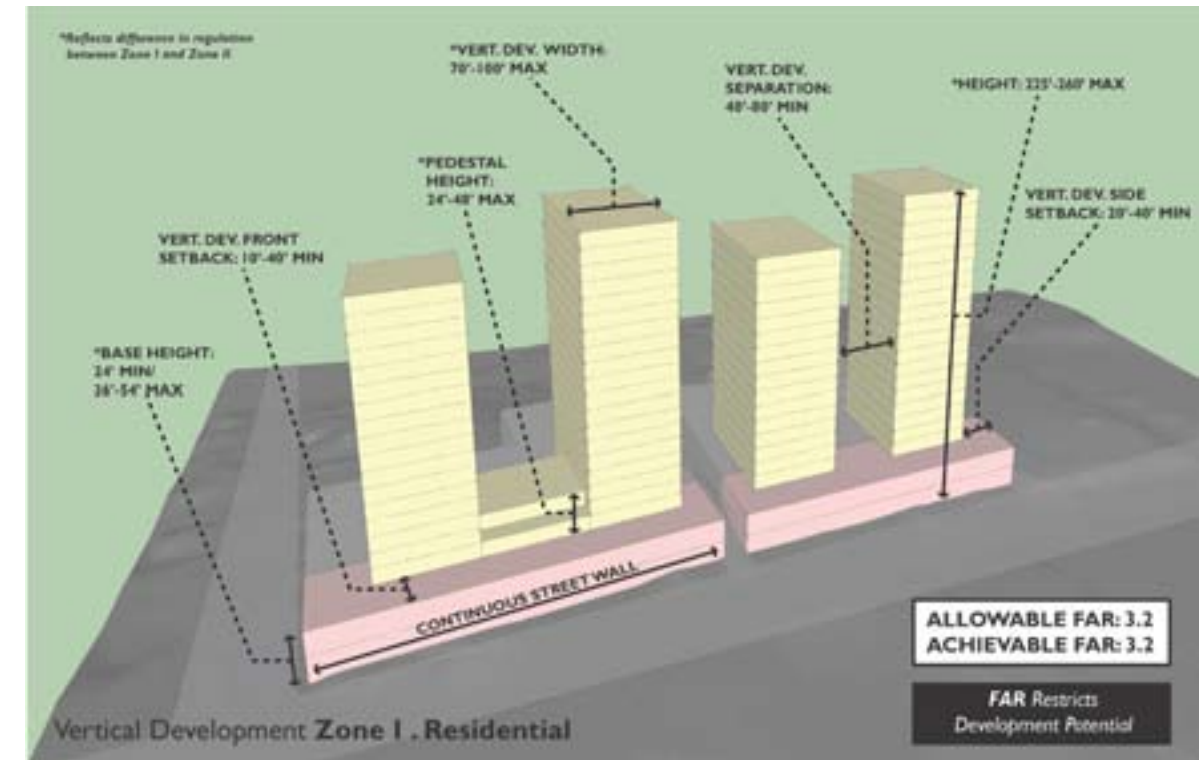 *Reflects difference in regulation
between Zone I and Zone II
*VERT. DEV. WIDTH:
70'-100' MAX
VERT. DEV.
SEPARATION:
40'-80' MIN
*HEIGHT: 225'-260' MAX
*PEDESTAL
HEIGHT:
24'-48' MAX
VERT. DEV. SIDE
SETBACK: 20'-40' MIN
VERT. DEV. FRONT
SETBACK: 10'-40' MIN
*BASE HEIGHT:
24' MIN/
26'-54' MAX
CONTINUOUS STREET WALL
ALLOWABLE FAR: 3.2
ACHIEVABLE FAR: 3.2
FAR Restricts
Development Potential
Vertical Development Zone I . Residential